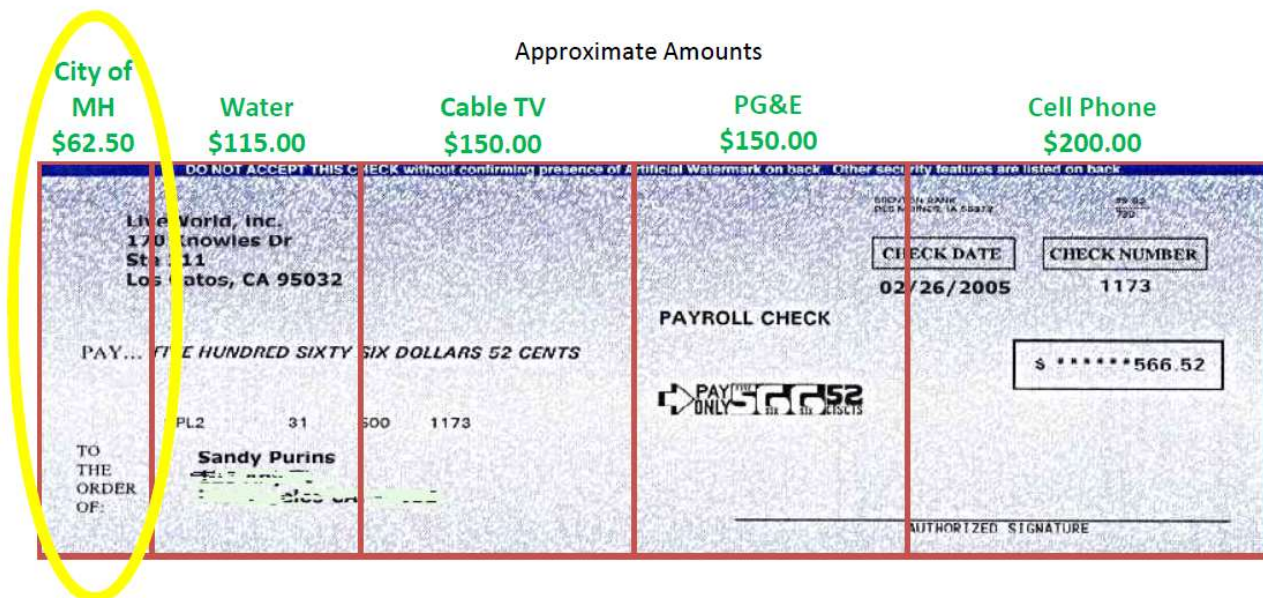 Approximate Amounts
City of
MH
$62.50
Water
$115.00
Cable TV
$150.00
PG&E
$150.00
Cell Phone
$200.00
DO NOT ACCEPT THIS CHECK without confirming presence of Artificial Watermark on back. Other security features are listed on back.
LiveWorld, Inc.
170 Knowles Dr
Ste 211
Los Gatos, CA 95032
CHECK DATE
CHECK NUMBER
02/26/2005
1173
PAYROLL CHECK
PAY... FIVE HUNDRED SIXTY SIX DOLLARS 52 CENTS
$ ******566.52
PAY
ONLY
PL2 31 500 1173
TO
THE
ORDER
OF:
Sandy Purins
AUTHORIZED SIGNATURE